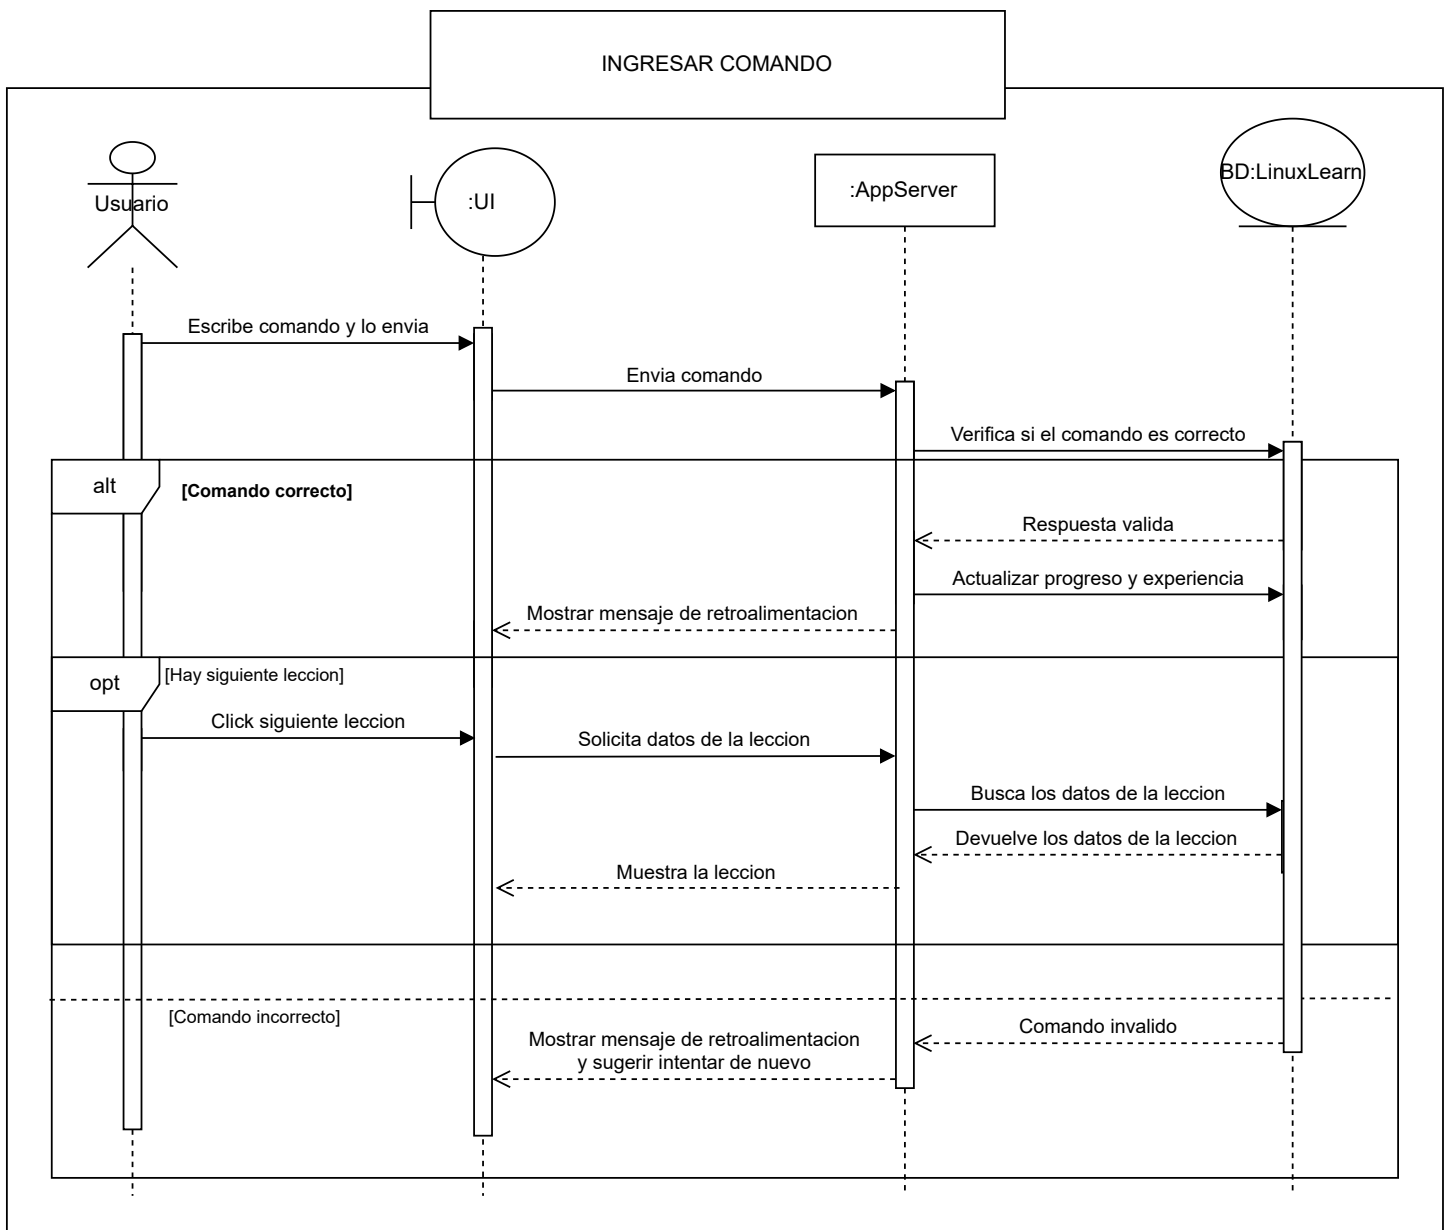 INGRESAR COMANDO
Usuario
:UI
:AppServer
BD:LinuxLearn
Escribe comando y lo envia
Envia comando
Verifica si el comando es correcto
alt
[Comando correcto]
Respuesta valida
Actualizar progreso y experiencia
Mostrar mensaje de retroalimentacion
opt
[Hay siguiente leccion]
Click siguiente leccion
Solicita datos de la leccion
Busca los datos de la leccion
Devuelve los datos de la leccion
Muestra la leccion
[Comando incorrecto]
Comando invalido
Mostrar mensaje de retroalimentacion
y sugerir intentar de nuevo